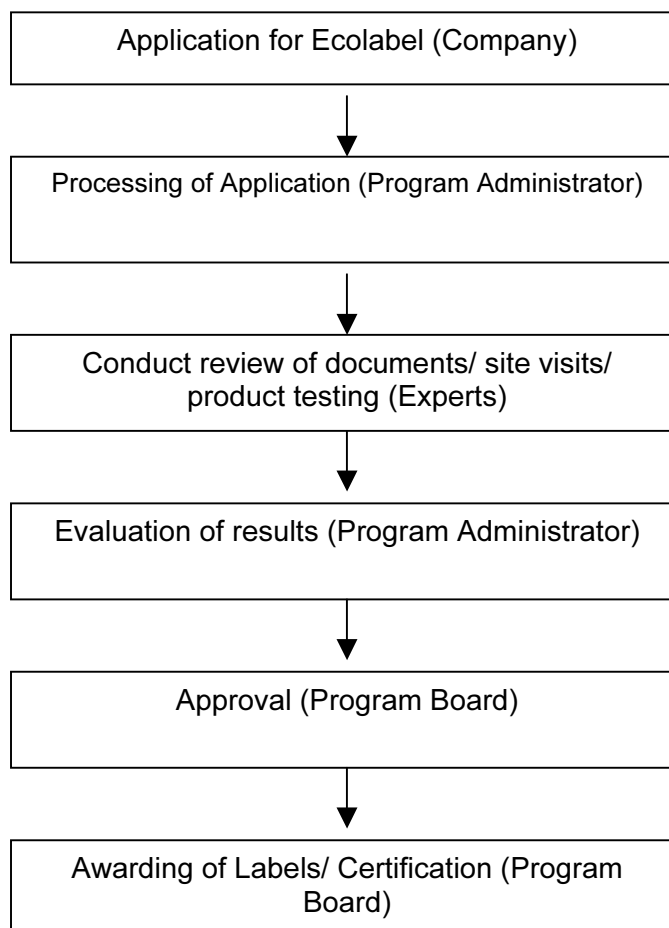 Application for Ecolabel (Company)
Processing of Application (Program Administrator)
Conduct review of documents/ site visits/
product testing (Experts)
Evaluation of results (Program Administrator)
Approval (Program Board)
Awarding of Labels/ Certification (Program
Board)